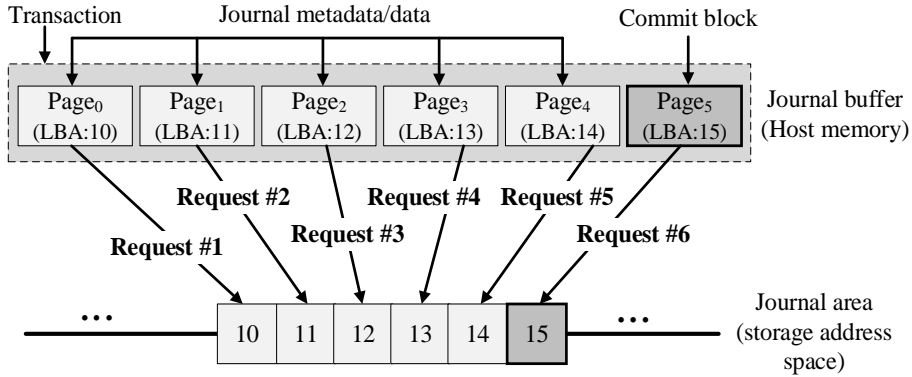 Transaction
Journal metadata/data
Commit block
Page₀
(LBA:10)
Page₁
(LBA:11)
Page₂
(LBA:12)
Page₃
(LBA:13)
Page₄
(LBA:14)
Page₅
(LBA:15)
Journal buffer
(Host memory)
Request #1
Request #2
Request #3
Request #4
Request #5
Request #6
...
10
11
12
13
14
15
...
Journal area
(storage address
space)